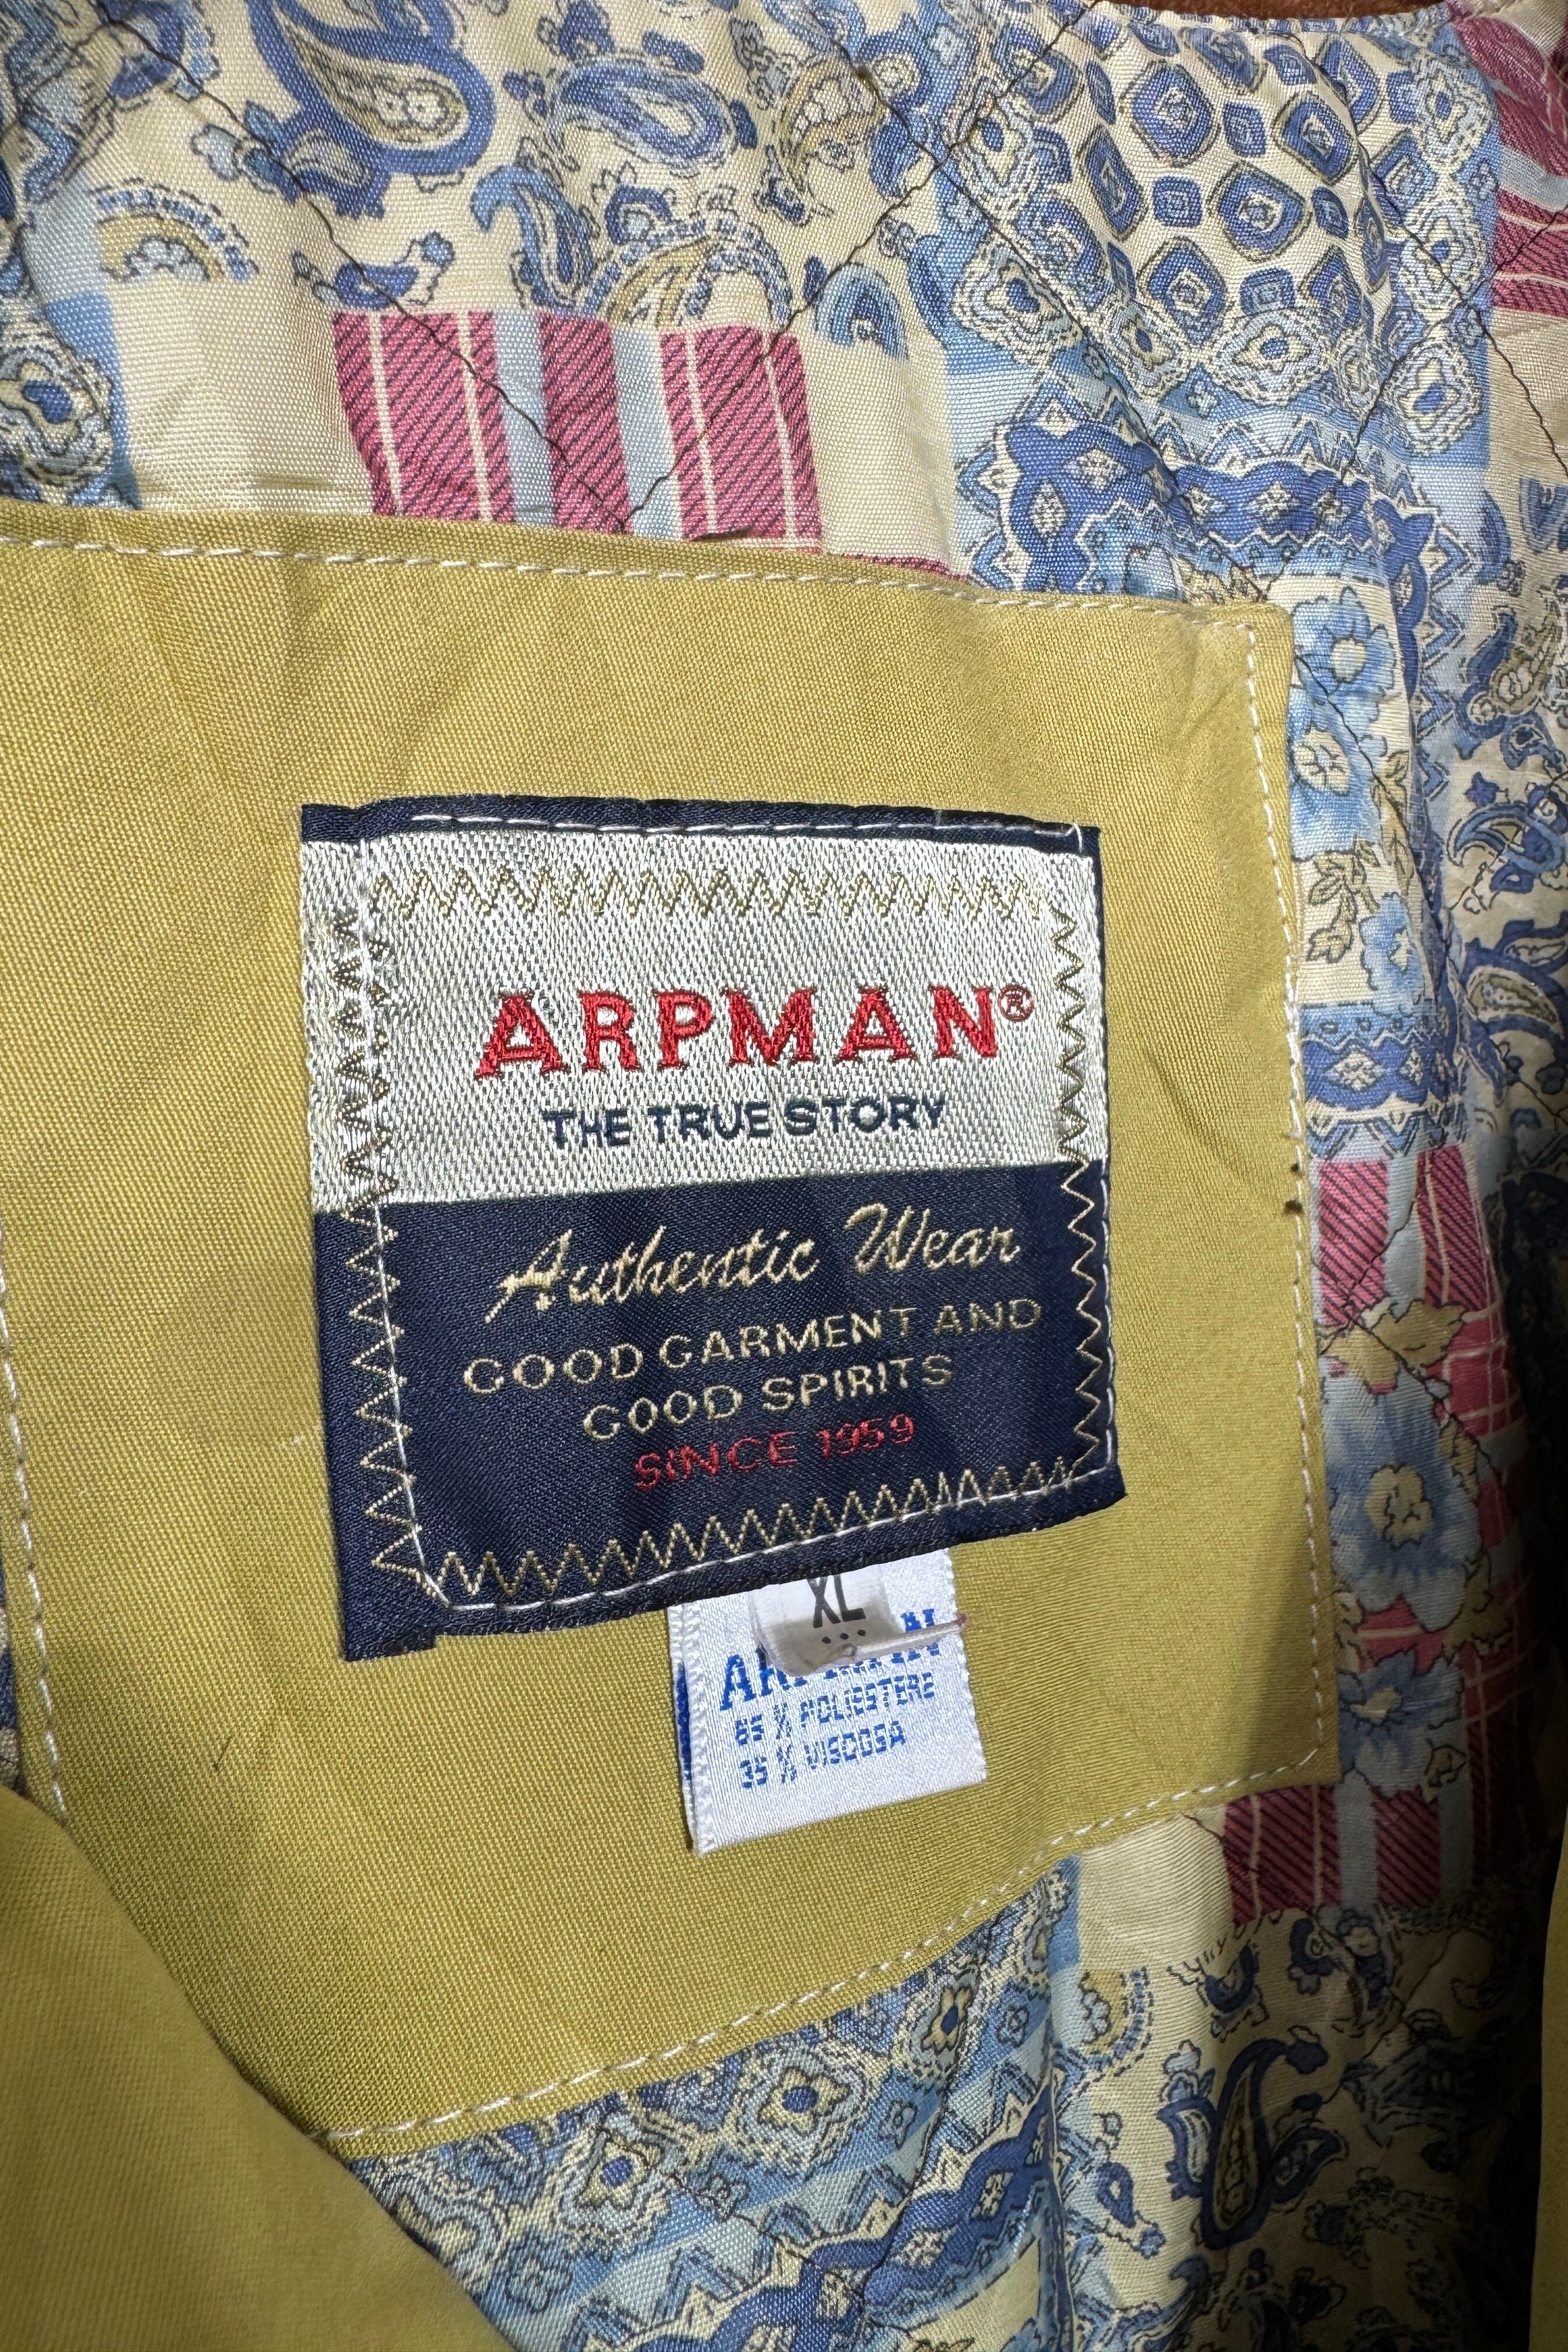 ARPMAN®
THE TRUE STORY
Authentic Wear
GOOD GARMENT AND
GOOD SPIRITS
SINCE 1959
XL
65 % POLIESTERE
35 % VISCOSA